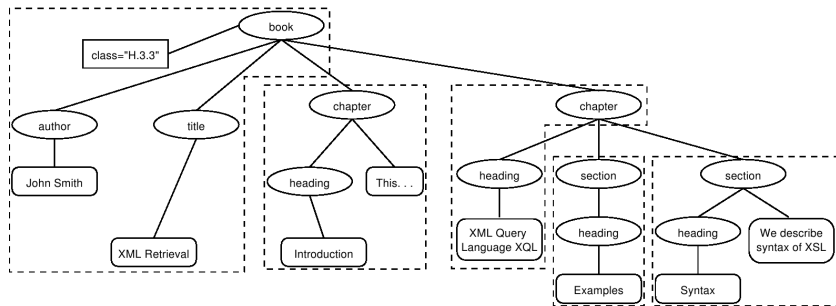 book
class="H.3.3"
chapter
chapter
author
title
heading
section
section
John Smith
heading
This. . .
XML Query
Language XQL
heading
heading
We describe
syntax of XSL
XML Retrieval
Introduction
Examples
Syntax